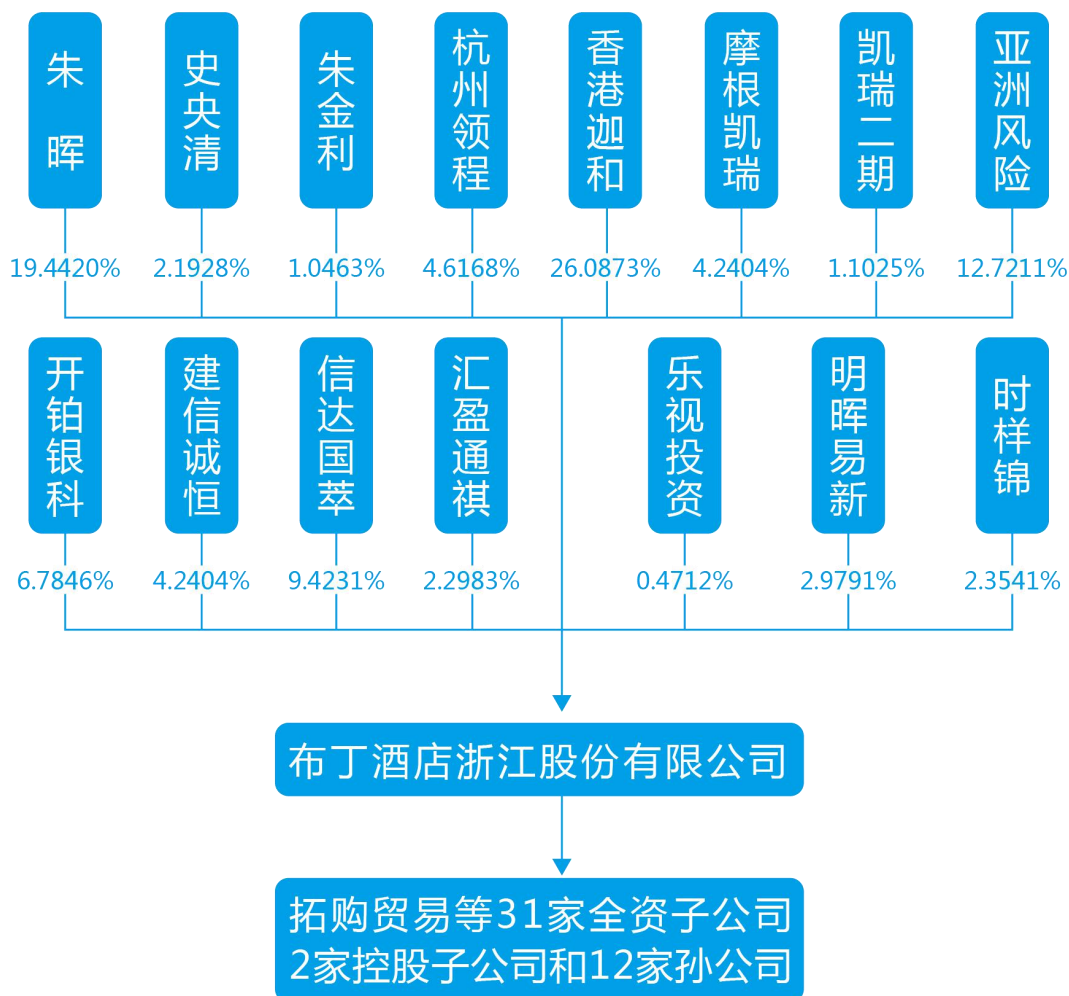 朱晖
史央清
朱金利
杭州领程
香港迦和
摩根凯瑞
凯瑞二期
亚洲风险
19.4420%
2.1928%
1.0463%
4.6168%
26.0873%
4.2404%
1.1025%
12.7211%
开铂银科
建信诚恒
信达国萃
汇盈通祺
乐视投资
明晖易新
时样锦
6.7846%
4.2404%
9.4231%
2.2983%
0.4712%
2.9791%
2.3541%
布丁酒店浙江股份有限公司
拓购贸易等31家全资子公司
2家控股子公司和12家孙公司